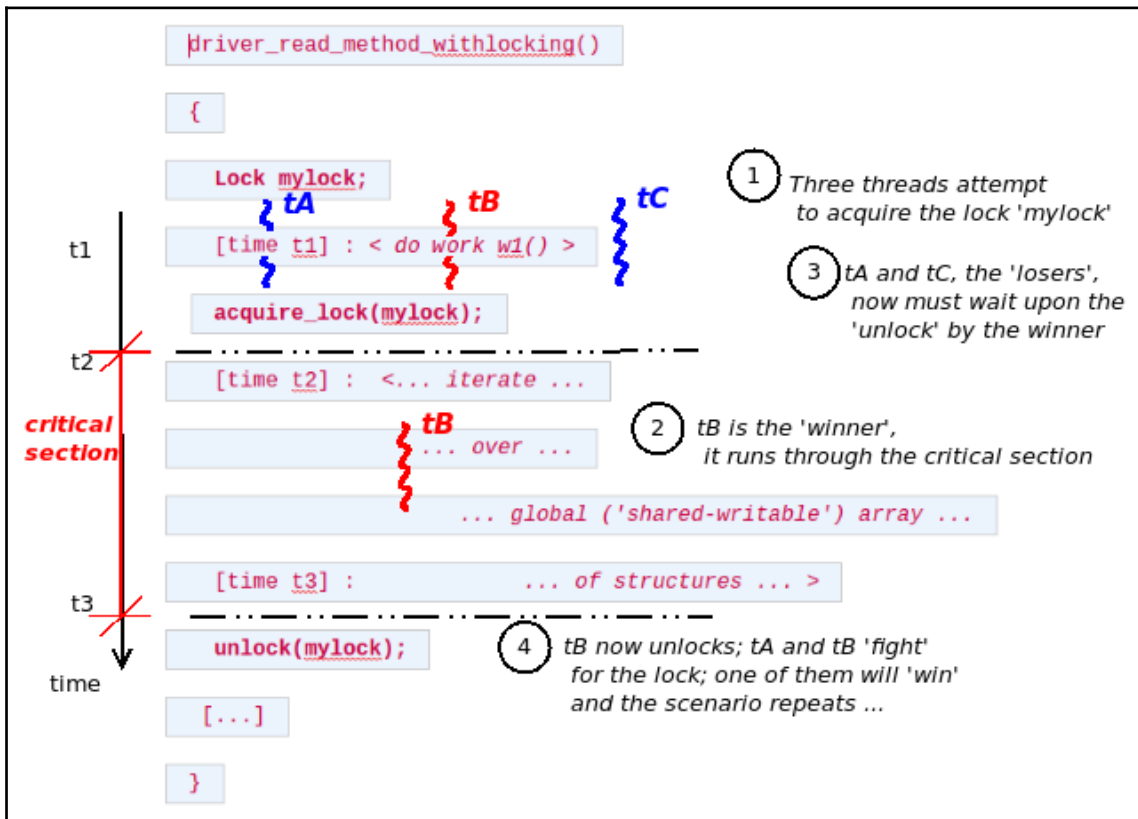 driver_read_method_withlocking()
{
Lock mylock;
tA
tB
tC
1
Three threads attempt
to acquire the lock 'mylock'
t1
[time t1] : < do work w1() >
3
tA and tC, the 'losers',
now must wait upon the
'unlock' by the winner
acquire_lock(mylock);
t2
[time t2] :  <... iterate ...
critical
section
tB
... over ...
2
tB is the 'winner',
it runs through the critical section
... global ('shared-writable') array ...
[time t3] :             ... of structures ... >
t3
unlock(mylock);
4
tB now unlocks; tA and tB 'fight'
for the lock; one of them will 'win'
and the scenario repeats ...
time
[...]
}